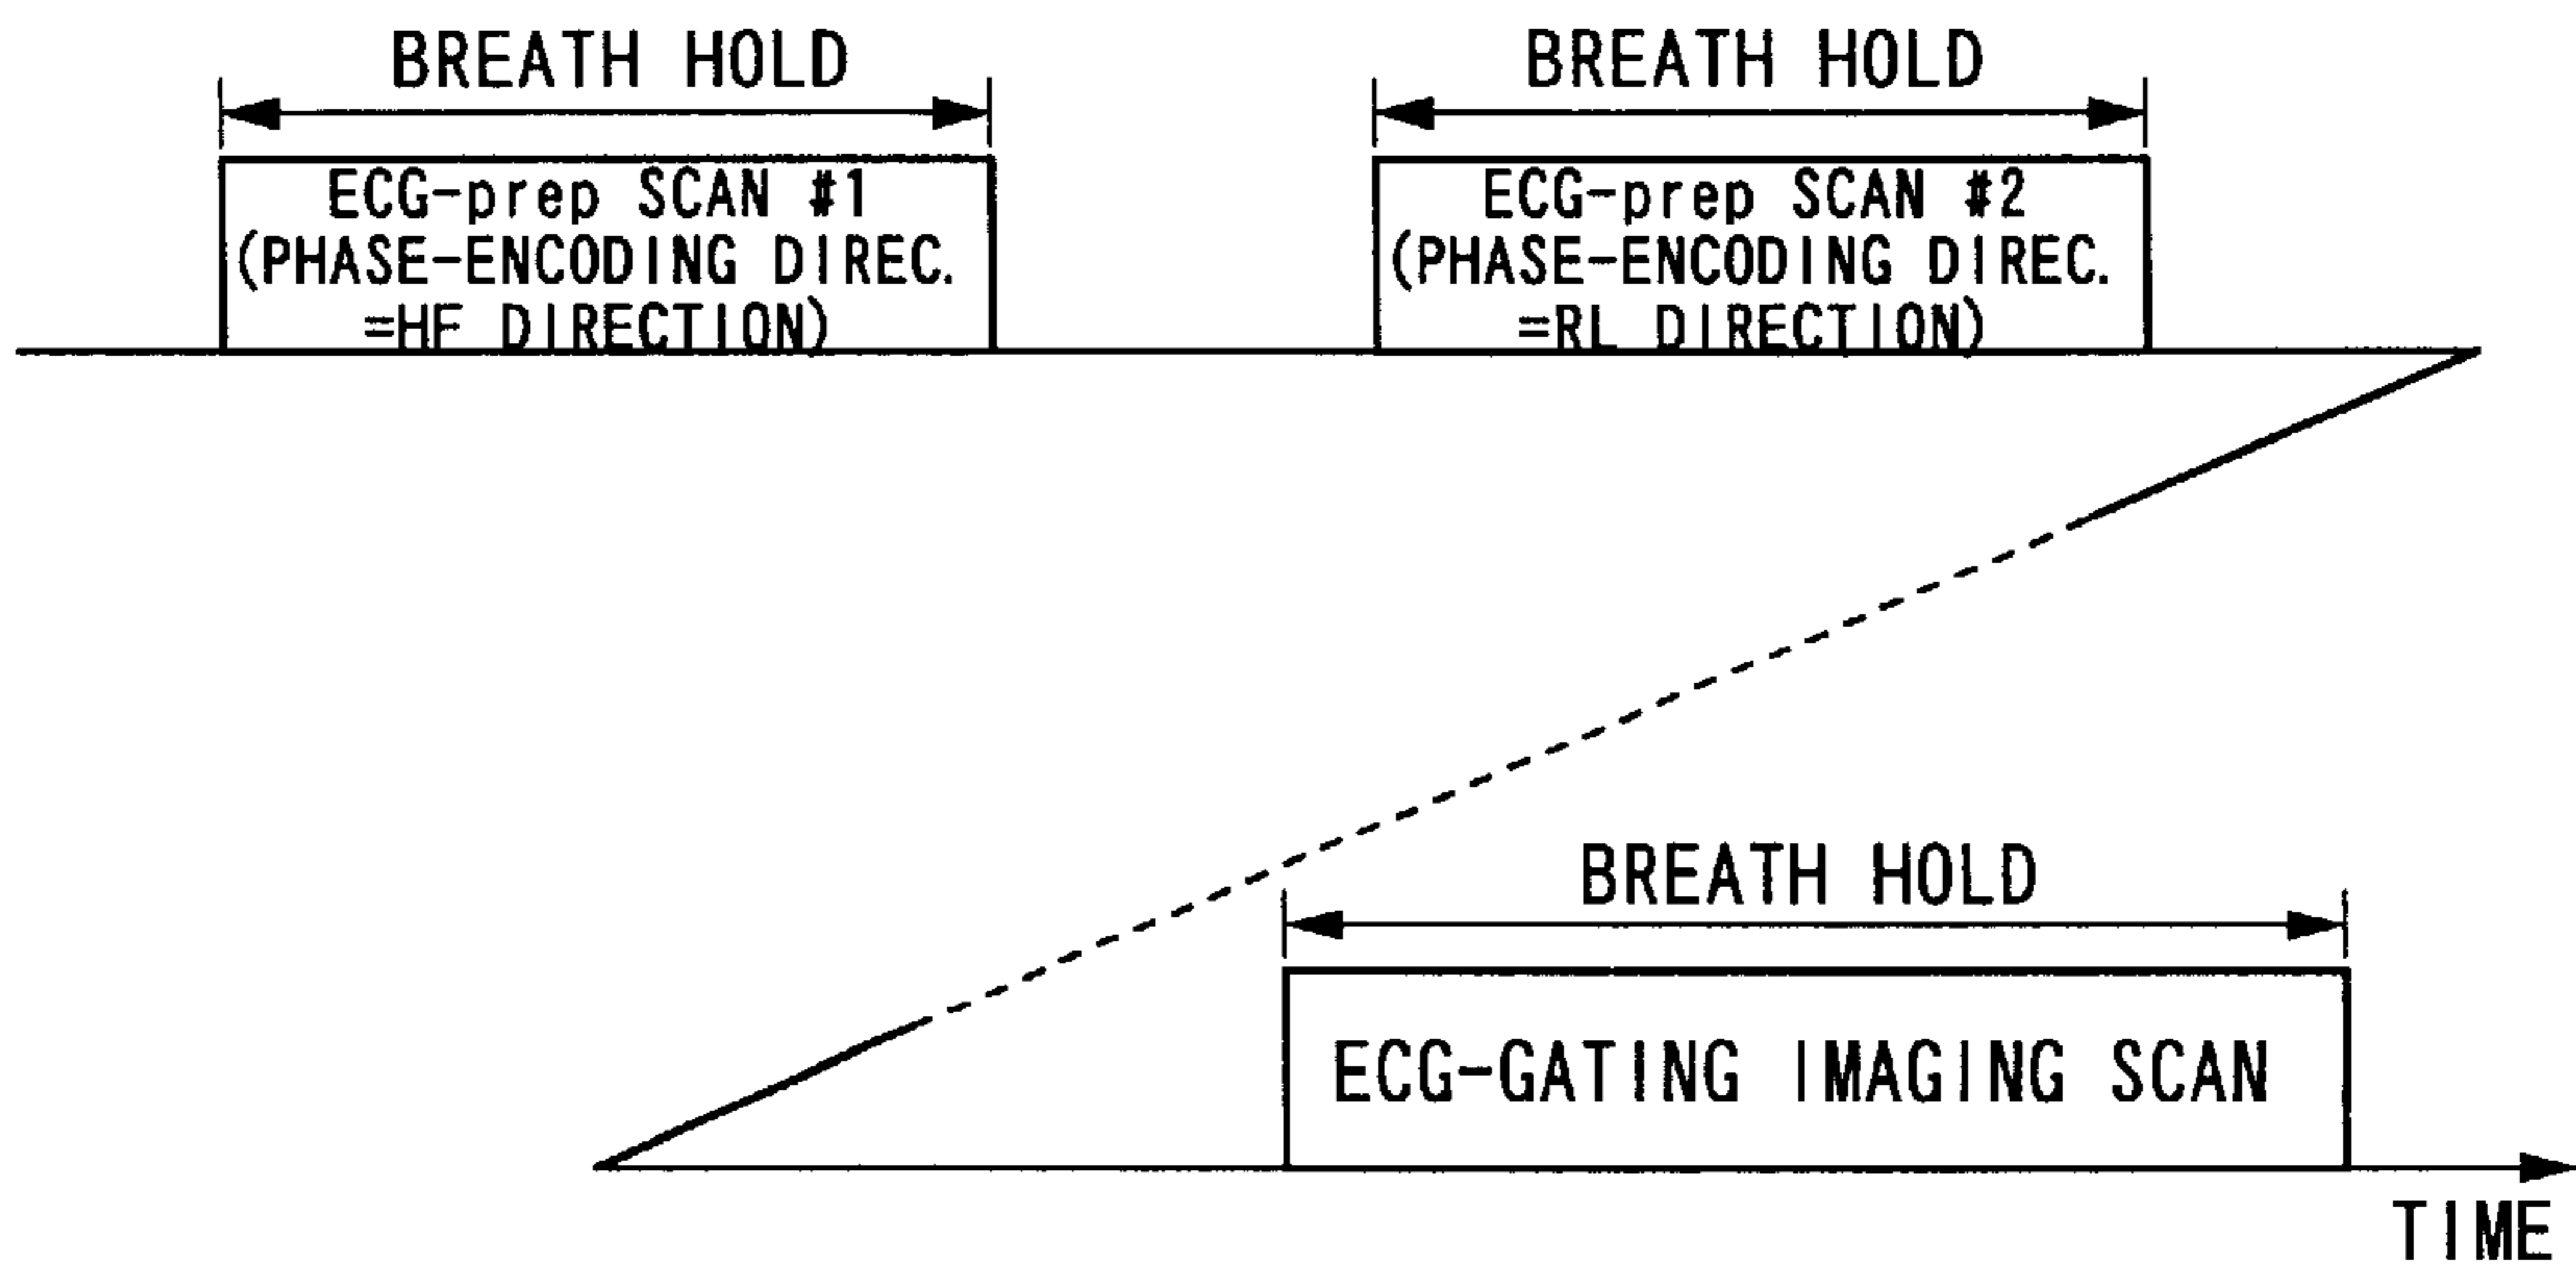 BREATH HOLD
ECG-prep SCAN #1
(PHASE-ENCODING DIREC.
=HF DIRECTION)
BREATH HOLD
ECG-prep SCAN #2
(PHASE-ENCODING DIREC.
=RL DIRECTION)
BREATH HOLD
ECG-GATING IMAGING SCAN
TIME